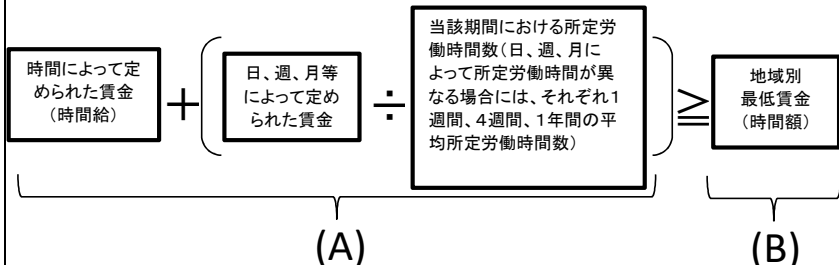 時間によって定
められた賃金
(時間給)
+
日、週、月等
によって定め
られた賃金
÷
当該期間における所定労
働時間数(日、週、月に
よって所定労働時間が異
なる場合には、それぞれ1
週間、4週間、1年間の平
均所定労働時間数)
≧
地域別
最低賃金
(時間額)
(A)
(B)